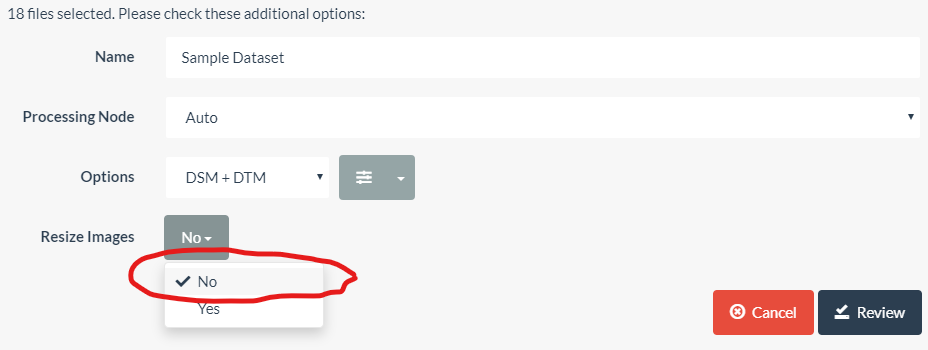 18 files selected. Please check these additional options:
Name Sample Dataset
Processing Node Auto
Options DSM + DTM
Resize Images No
No
Yes
Cancel Review